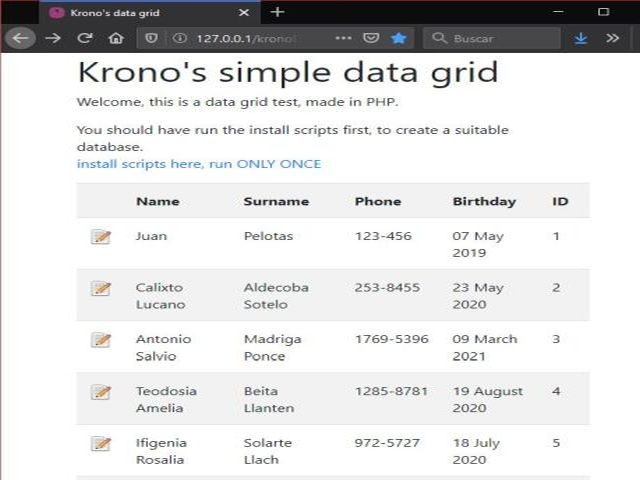 Krono's data grid
127.0.0.1/krono
Buscar
Krono's simple data grid
Welcome, this is a data grid test, made in PHP.
You should have run the install scripts first, to create a suitable
database.
install scripts here, run ONLY ONCE
Name Surname Phone Birthday ID
Juan Pelotas 123-456 07 May 1
2019
Calixto Aldecoba 253-8455 23 May 2
Lucano Sotelo 2020
Antonio Madriga 1769-5396 09 March 3
Salvio Ponce 2021
Teodosia Beita 1285-8781 19 August 4
Amelia Llanten 2020
Ifigenia Solarte 972-5727 18 July 5
Rosalia Llach 2020